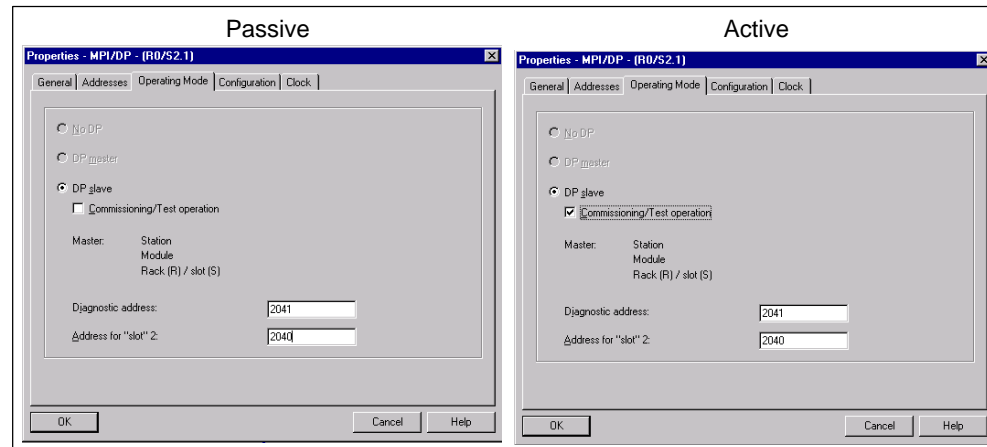 Passive
Properties - MPI/DP - (R0/S2.1)
General Addresses Operating Mode Configuration Clock
No DP
DP master
DP slave
Commissioning/Test operation
Master: Station
Module
Rack (R) / slot (S)
Diagnostic address: 2041
Address for "slot" 2: 2040
OK Cancel Help
Active
Properties - MPI/DP - (R0/S2.1)
General Addresses Operating Mode Configuration Clock
No DP
DP master
DP slave
Commissioning/Test operation
Master: Station
Module
Rack (R) / slot (S)
Diagnostic address: 2041
Address for "slot" 2: 2040
OK Cancel Help